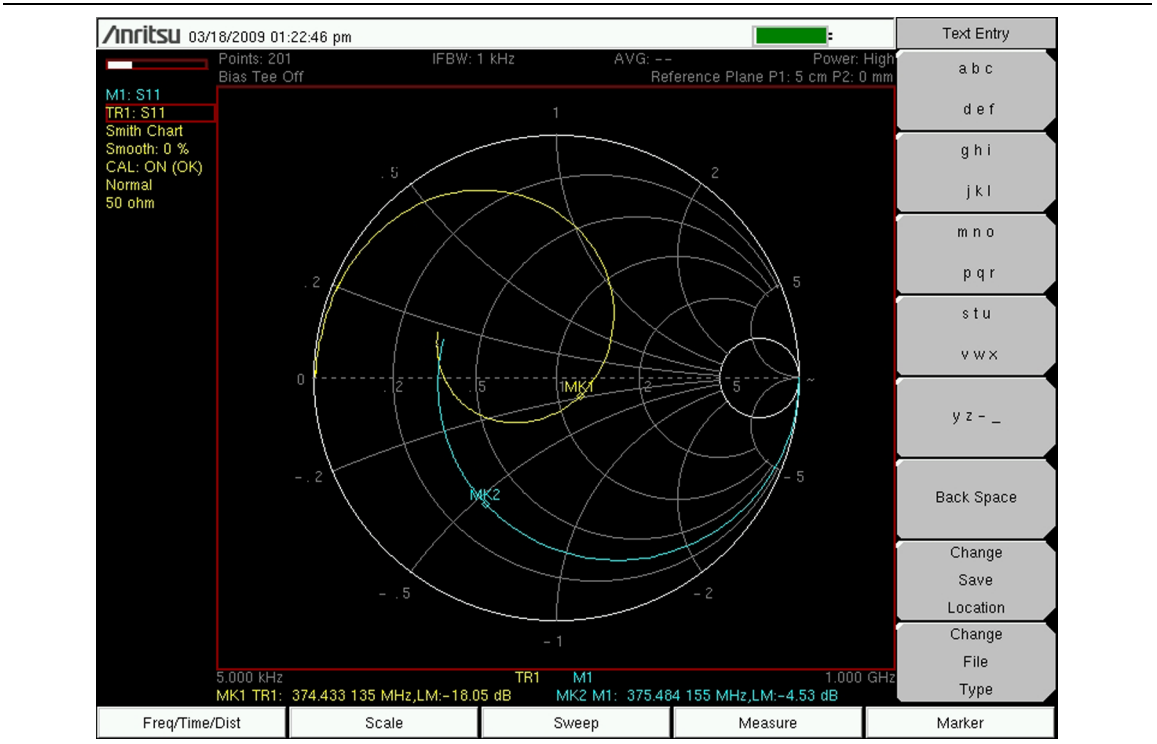 Anritsu 03/18/2009 01:22:46 pm
Text Entry
Points: 201 IFBW: 1 kHz AVG: -- Power: High
Bias Tee Off Reference Plane P1: 5 cm P2: 0 mm
M1: S11
TR1: S11
Smith Chart
Smooth: 0 %
CAL: ON (OK)
Normal
50 ohm
1
.5
2
.2
5
0
.2
.5
1
MK1
2
5
~
-.2
MK2
-5
-.5
-2
-1
5.000 kHz TR1 M1 1.000 GHz
MK1 TR1: 374.433 135 MHz,LM:-18.05 dB MK2 M1: 375.484 155 MHz,LM:-4.53 dB
a b c
d e f
g h i
j k l
m n o
p q r
s t u
v w x
y z - _
Back Space
Change
Save
Location
Change
File
Type
Freq/Time/Dist Scale Sweep Measure Marker